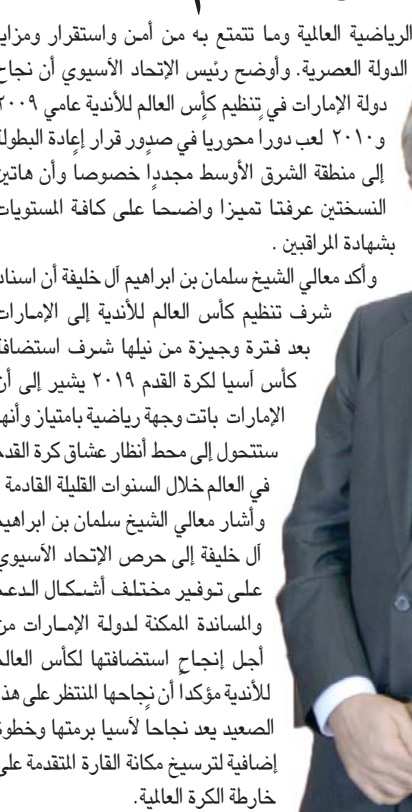 الرياضية العالمية وما تتمتع به من أمن واستقرار ومزايا
الدولة العصرية. وأوضح رئيس الإتحاد الآسيوي أن نجاح
دولة الإمارات في تنظيم كأس العالم للأندية عامي ٢٠٠٩
و٢٠١٠ لعب دورا محوريا في صدور قرار إعادة البطولة
إلى منطقة الشرق الأوسط مجددا خصوصا وأن هاتين
النسختين عرفتا تميزا واضحا على كافة المستويات
بشهادة المراقبين .
وأكد معالي الشيخ سلمان بن ابراهيم آل خليفة أن اسناد
شرف تنظيم كأس العالم للأندية إلى الإمارات
بعد فترة وجيزة من نيلها شرف استضافة
كأس آسيا لكرة القدم ٢٠١٩ يشير إلى أن
الإمارات باتت وجهة رياضية بامتياز وأنها
ستتحول إلى محط أنظار عشاق كرة القدم
في العالم خلال السنوات القليلة القادمة .
وأشار معالي الشيخ سلمان بن ابراهيم
آل خليفة إلى حرص الإتحاد الآسيوي
على توفير مختلف أشكال الدعم
والمساندة الممكنة لدولة الإمارات من
أجل إنجاح استضافتها لكأس العالم
للأندية مؤكدا أن نجاحها المنتظر على هذا
الصعيد يعد نجاحا لآسيا برمتها وخطوة
إضافية لترسيخ مكانة القارة المتقدمة على
خارطة الكرة العالمية.